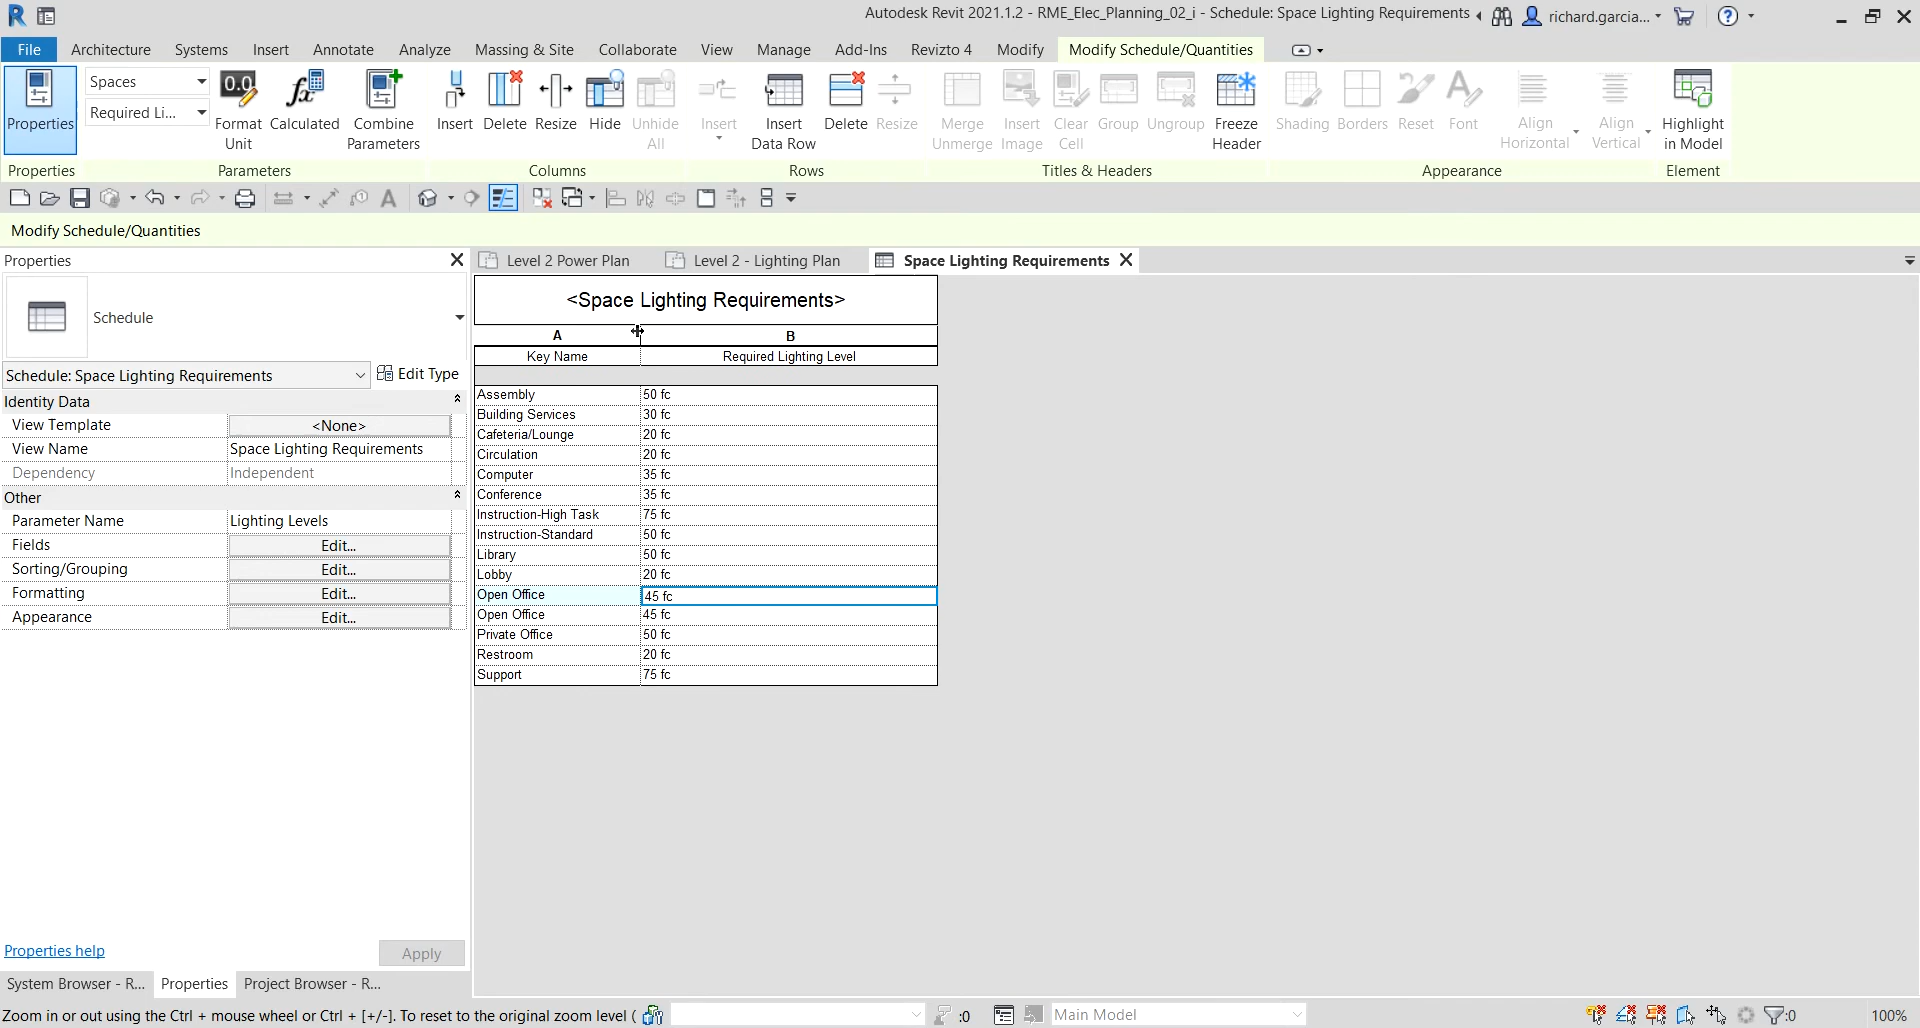 Autodesk Revit 2021.1.2 - RME_Elec_Planning_02_i - Schedule: Space Lighting Requirements
richard.garcia...
File Architecture Systems Insert Annotate Analyze Massing & Site Collaborate View Manage Add-Ins Revizto 4 Modify Modify Schedule/Quantities
Spaces
Required Li...
Properties
0.0
Format Unit
fx
Calculated
Combine Parameters
Insert
Delete
Resize
Hide
Unhide All
Insert
Insert Data Row
Delete
Resize
Merge Unmerge
Insert Image
Clear Cell
Group
Ungroup
Freeze Header
Shading
Borders
Reset
Font
Align Horizontal
Align Vertical
Highlight in Model
Properties Parameters Columns Rows Titles & Headers Appearance Element
Modify Schedule/Quantities
Properties
Schedule
Schedule: Space Lighting Requirements
Edit Type
Identity Data
View Template <None>
View Name Space Lighting Requirements
Dependency Independent
Other
Parameter Name Lighting Levels
Fields Edit...
Sorting/Grouping Edit...
Formatting Edit...
Appearance Edit...
Properties help
Apply
System Browser - R... Properties Project Browser - R...
Level 2 Power Plan
Level 2 - Lighting Plan
Space Lighting Requirements
<Space Lighting Requirements>
A B
Key Name Required Lighting Level
Assembly 50 fc
Building Services 30 fc
Cafeteria/Lounge 20 fc
Circulation 20 fc
Computer 35 fc
Conference 35 fc
Instruction-High Task 75 fc
Instruction-Standard 50 fc
Library 50 fc
Lobby 20 fc
Open Office 45 fc
Open Office 45 fc
Private Office 50 fc
Restroom 20 fc
Support 75 fc
Zoom in or out using the Ctrl + mouse wheel or Ctrl + [+/-]. To reset to the original zoom level (
:0
Main Model
:0
100%